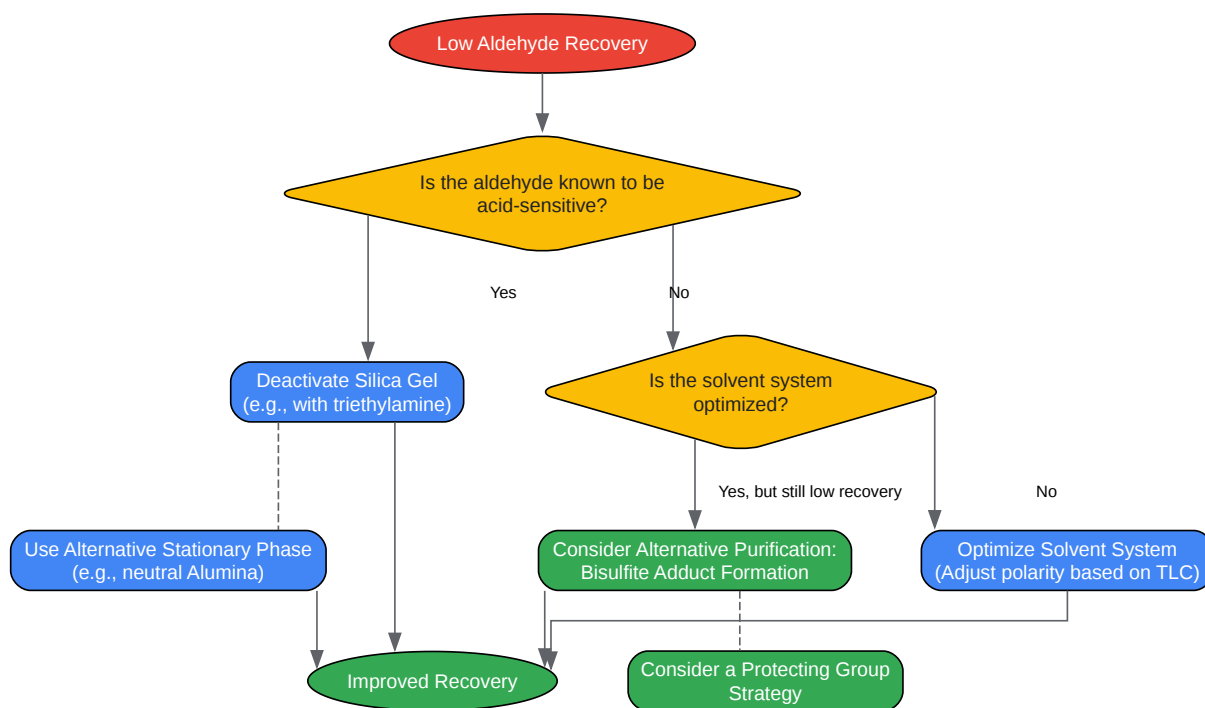 Low Aldehyde Recovery
Is the aldehyde known to be
acid-sensitive?
Yes
No
Deactivate Silica Gel
(e.g., with triethylamine)
Is the solvent system
optimized?
Yes, but still low recovery
No
Use Alternative Stationary Phase
(e.g., neutral Alumina)
Consider Alternative Purification:
Bisulfite Adduct Formation
Optimize Solvent System
(Adjust polarity based on TLC)
Improved Recovery
Consider a Protecting Group
Strategy